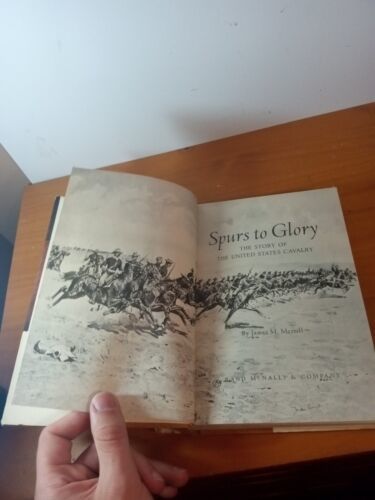 Spurs to Glory
THE STORY OF
THE UNITED STATES CAVALRY
By James M. Merrill
RAND MCNALLY & COMPANY